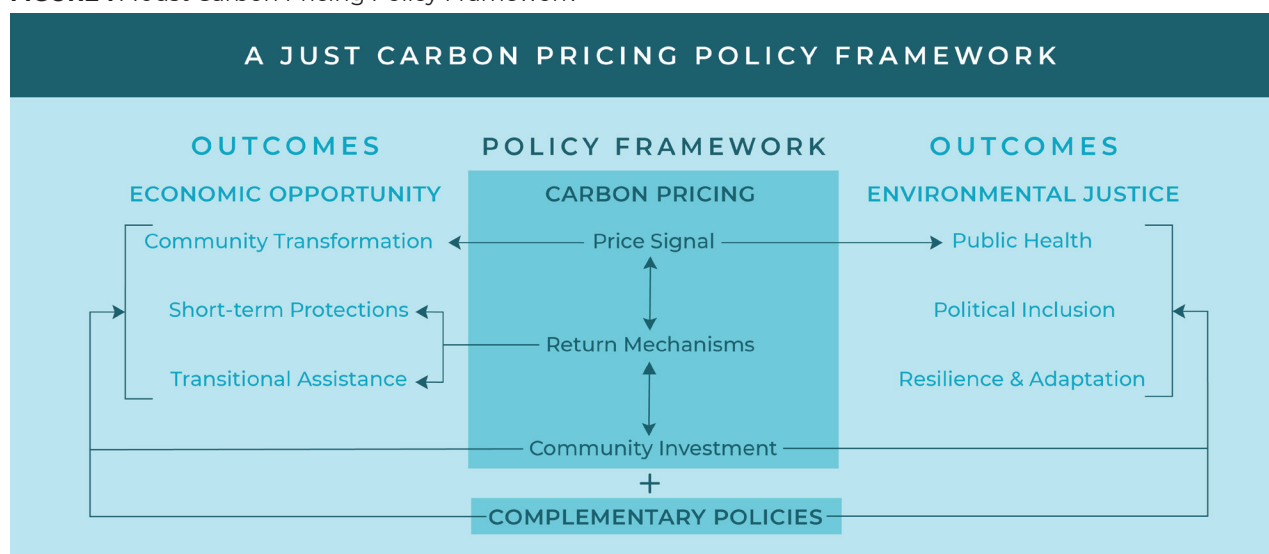 A JUST CARBON PRICING POLICY FRAMEWORK
OUTCOMES
POLICY FRAMEWORK
OUTCOMES
ECONOMIC OPPORTUNITY
CARBON PRICING
ENVIRONMENTAL JUSTICE
Community Transformation
Price Signal
Public Health
Short-term Protections
Political Inclusion
Return Mechanisms
Transitional Assistance
Resilience & Adaptation
Community Investment
+
COMPLEMENTARY POLICIES